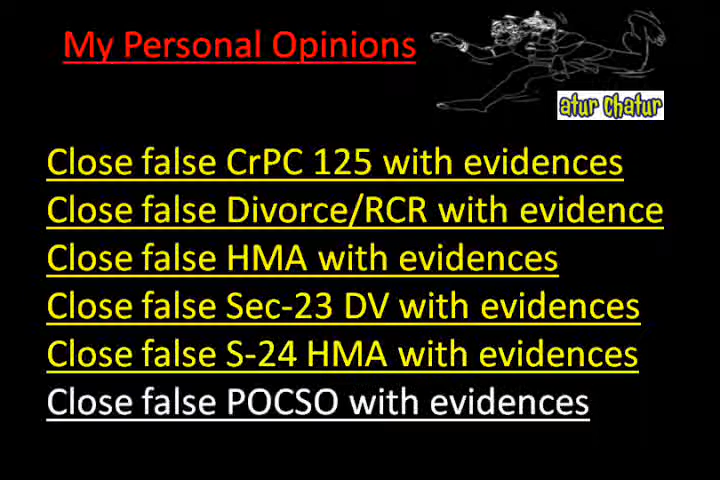 My Personal Opinions
atur Chatur
Close false CrPC 125 with evidences
Close false Divorce/RCR with evidence
Close false HMA with evidences
Close false Sec-23 DV with evidences
Close false S-24 HMA with evidences
Close false POCSO with evidences